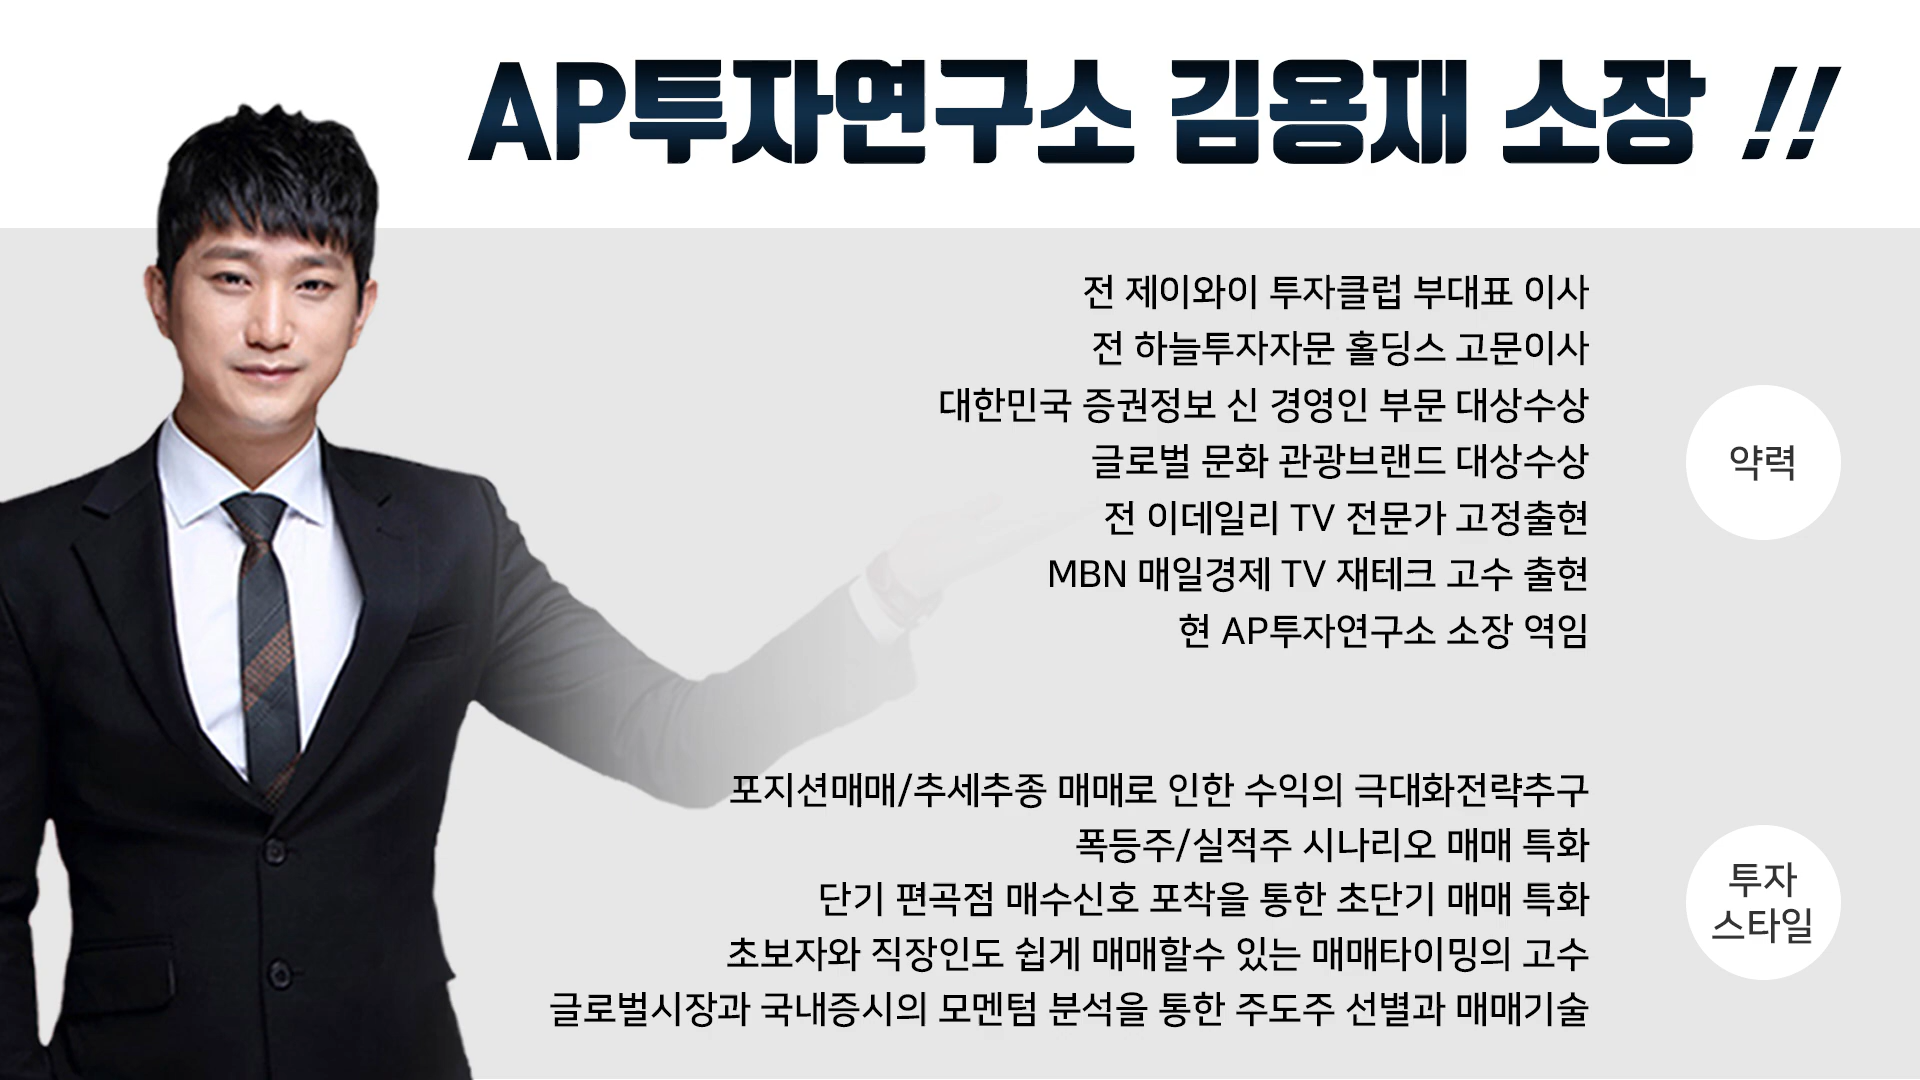 AP투자연구소 김용재 소장 !!
전 제이와이 투자클럽 부대표 이사
전 하늘투자자문 홀딩스 고문이사
대한민국 증권정보 신 경영인 부문 대상수상
글로벌 문화 관광브랜드 대상수상
전 이데일리 TV 전문가 고정출현
MBN 매일경제 TV 재테크 고수 출현
현 AP투자연구소 소장 역임
약력
포지션매매/추세추종 매매로 인한 수익의 극대화전략추구
폭등주/실적주 시나리오 매매 특화
단기 편곡점 매수신호 포착을 통한 초단기 매매 특화
초보자와 직장인도 쉽게 매매할수 있는 매매타이밍의 고수
글로벌시장과 국내증시의 모멘텀 분석을 통한 주도주 선별과 매매기술
투자
스타일